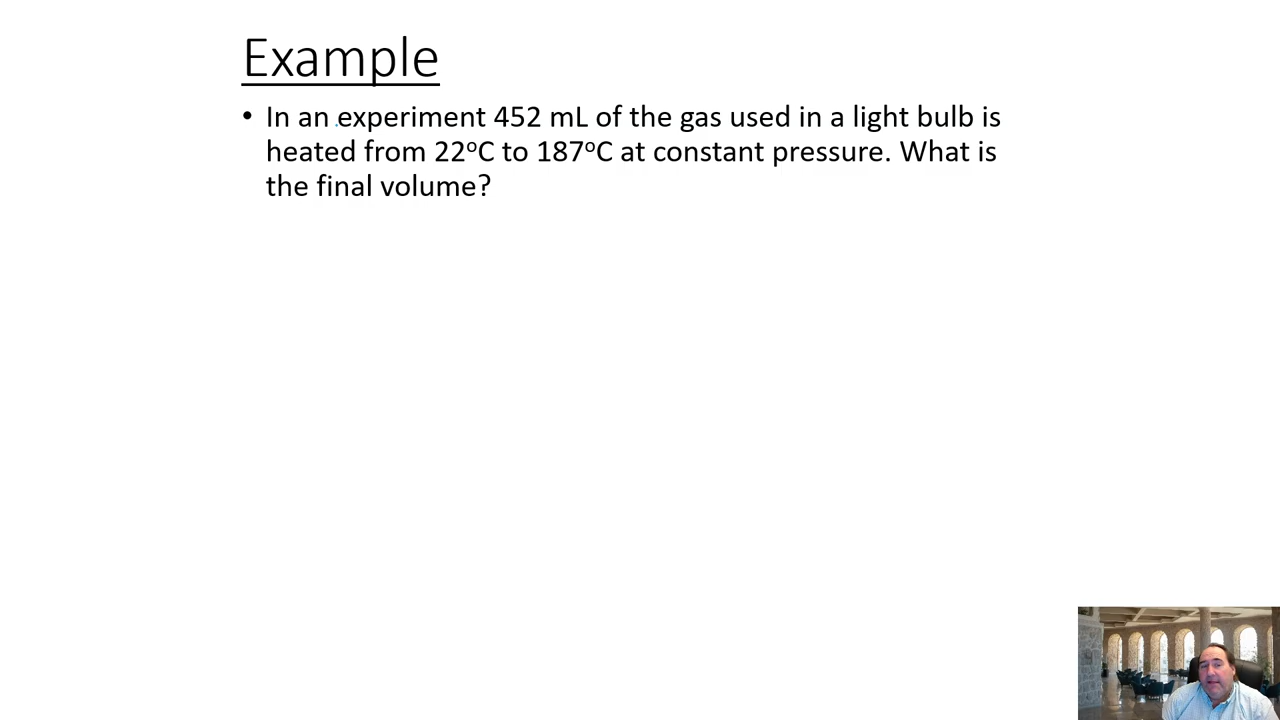 Example
• In an experiment 452 mL of the gas used in a light bulb is
heated from 22ºC to 187ºC at constant pressure. What is
the final volume?